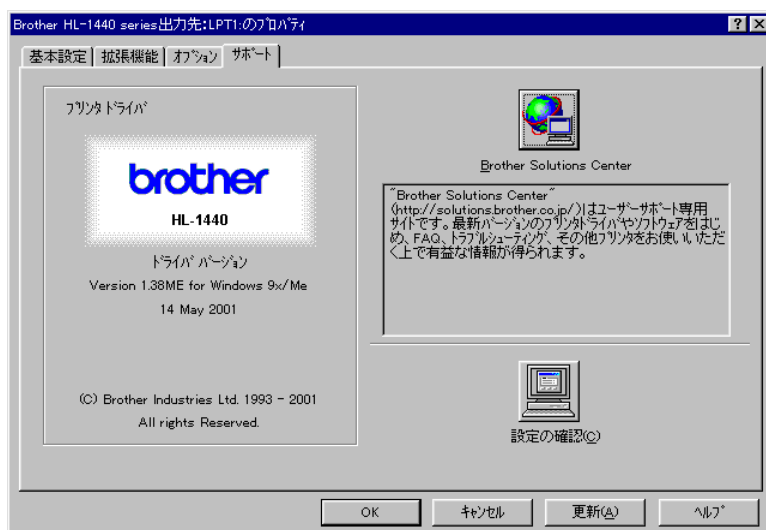 Brother HL-1440 series出力先:LPT1:のﾌﾟﾛﾊﾟﾃｨ
基本設定 拡張機能 ｵﾌﾟｼｮﾝ ｻﾎﾟｰﾄ
ﾌﾟﾘﾝﾀ ﾄﾞﾗｲﾊﾞ
brother
HL-1440
ﾄﾞﾗｲﾊﾞ ﾊﾞｰｼﾞｮﾝ
Version 1.38ME for Windows 9x/Me
14 May 2001
(C) Brother Industries Ltd. 1993 - 2001
All rights Reserved.
Brother Solutions Center
"Brother Solutions Center"
(http://solutions.brother.co.jp/)はﾕｰｻﾞｰｻﾎﾟｰﾄ専用
ｻｲﾄです。最新ﾊﾞｰｼﾞｮﾝのﾌﾟﾘﾝﾀﾄﾞﾗｲﾊﾞやｿﾌﾄｳｪｱをはじ
め、FAQ、ﾄﾗﾌﾞﾙｼｭｰﾃｨﾝｸﾞ、その他ﾌﾟﾘﾝﾀをお使いいただ
く上で有益な情報が得られます。
設定の確認(C)
OK ｷｬﾝｾﾙ 更新(A) ﾍﾙﾌﾟ